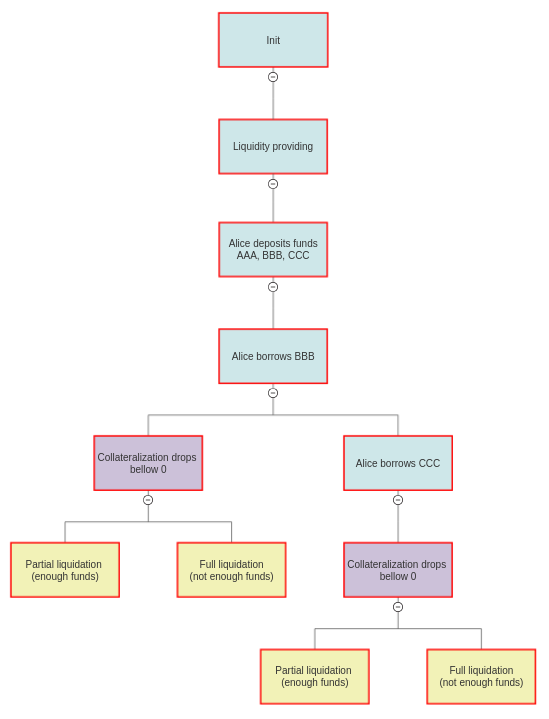 Init
Liquidity providing
Alice deposits funds
AAA, BBB, CCC
Alice borrows BBB
Collateralization drops
bellow 0
Alice borrows CCC
Partial liquidation
(enough funds)
Full liquidation
(not enough funds)
Collateralization drops
bellow 0
Partial liquidation
(enough funds)
Full liquidation
(not enough funds)